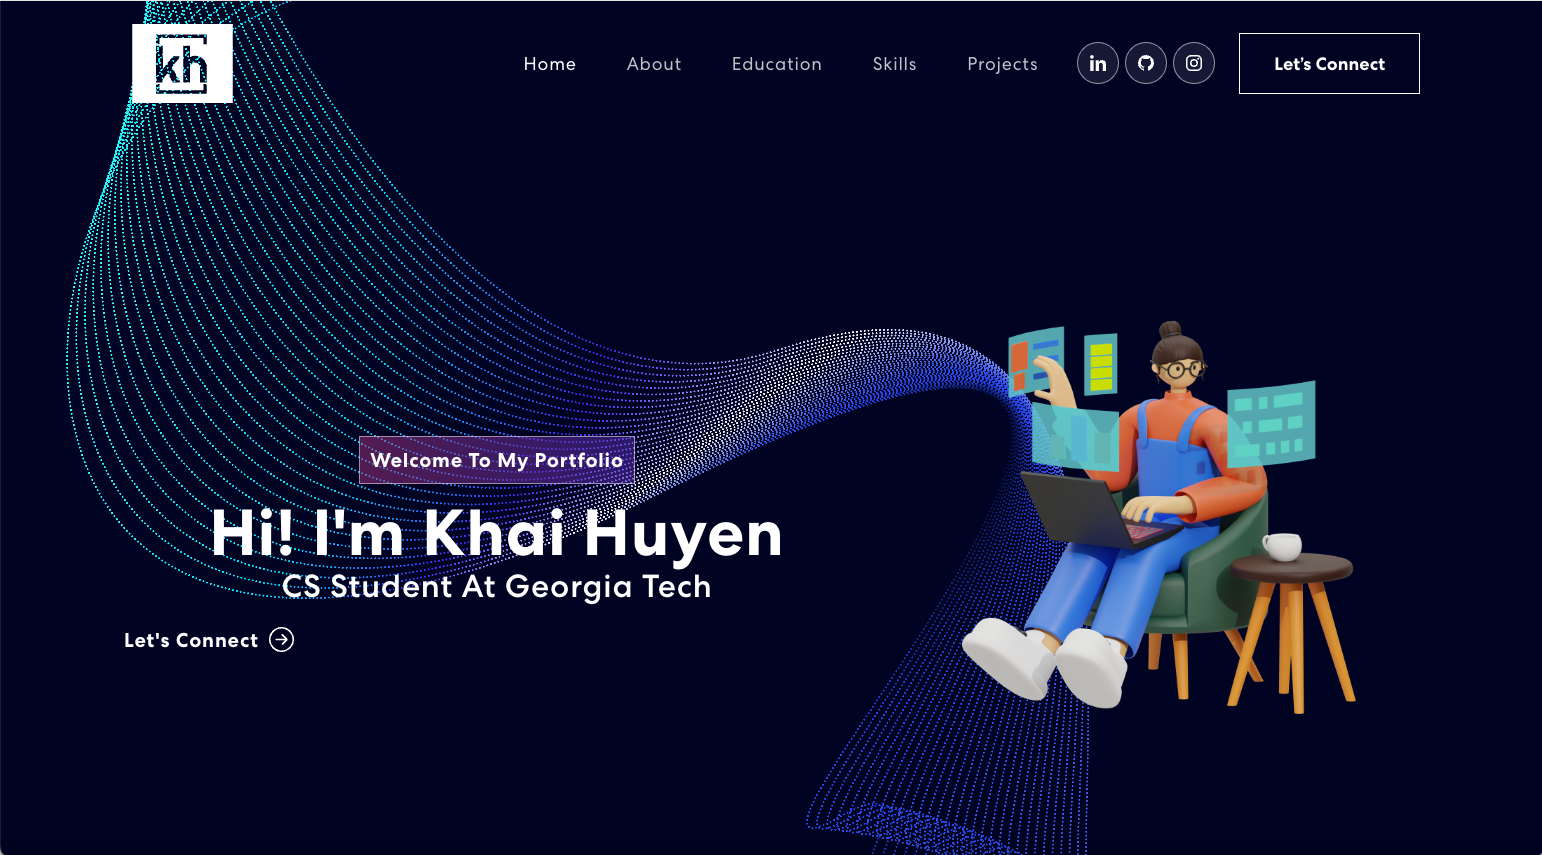 kh
Home About Education Skills Projects in Let's Connect
Welcome To My Portfolio
Hi! I'm Khai Huyen
CS Student At Georgia Tech
Let's Connect